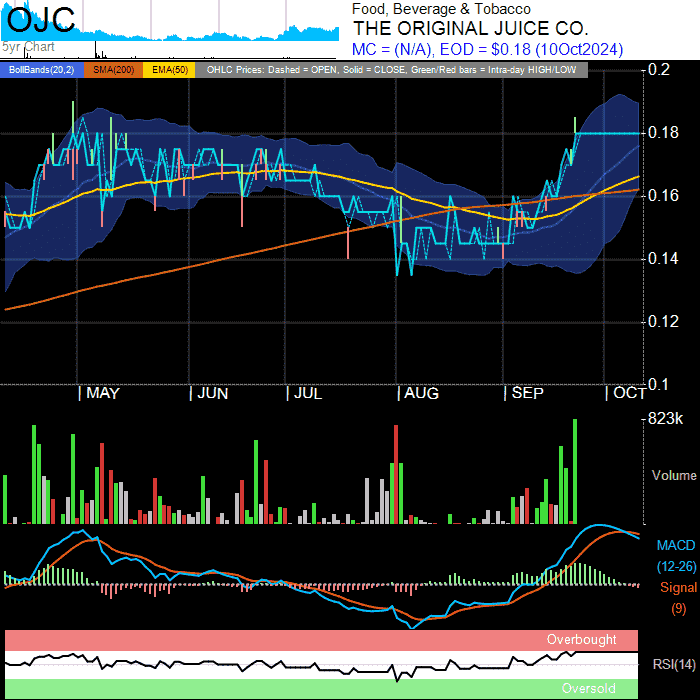 OJC
5yr Chart
Food, Beverage & Tobacco
THE ORIGINAL JUICE CO.
MC = (N/A), EOD = $0.18 (10Oct2024)
BollBands(20,2) SMA(200) EMA(50) OHLC Prices: Dashed = OPEN, Solid = CLOSE, Green/Red bars = Intra-day HIGH/LOW
0.2
0.18
0.16
0.14
0.12
0.1
| MAY | JUN | JUL | AUG | SEP | OCT
823k
Volume
MACD
(12-26)
Signal
(9)
Overbought
RSI(14)
Oversold